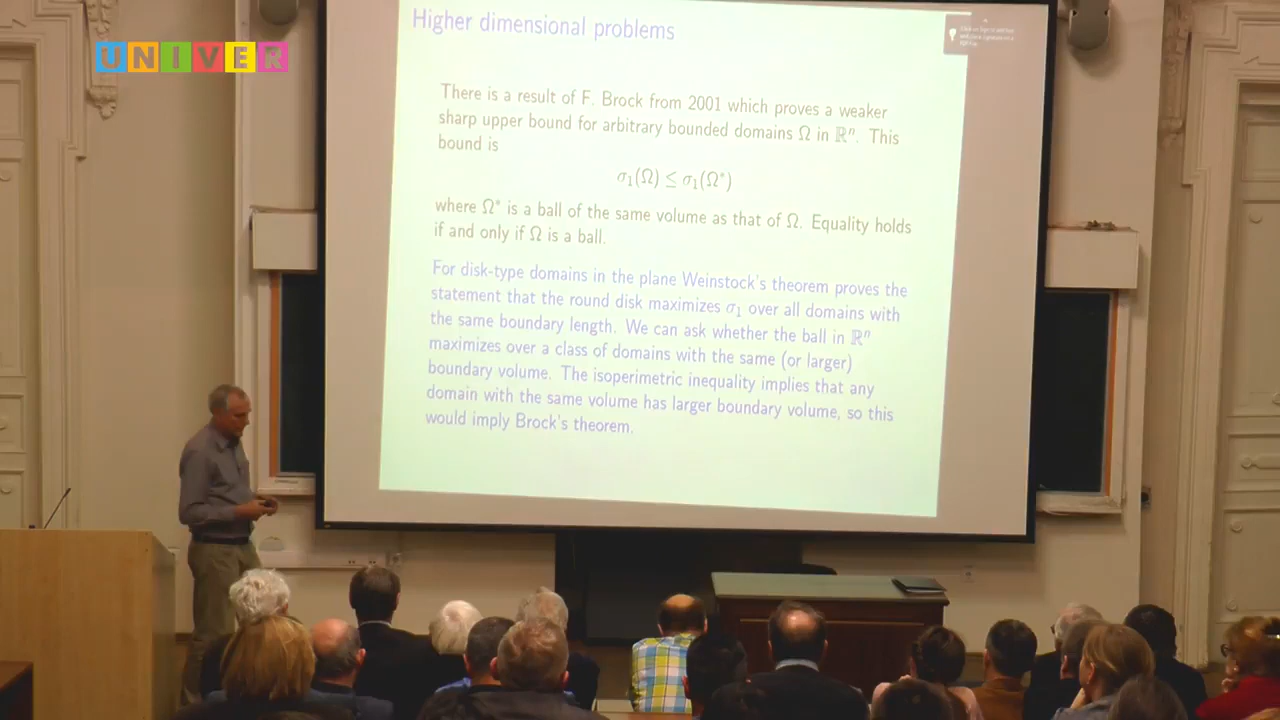 UNIVER
Higher dimensional problems
There is a result of F. Brock from 2001 which proves a weaker
sharp upper bound for arbitrary bounded domains Ω in ℝⁿ. This
bound is
σ₁(Ω) ≤ σ₁(Ω*)
where Ω* is a ball of the same volume as that of Ω. Equality holds
if and only if Ω is a ball.
For disk-type domains in the plane Weinstock's theorem proves the
statement that the round disk maximizes σ₁ over all domains with
the same boundary length. We can ask whether the ball in ℝⁿ
maximizes over a class of domains with the same (or larger)
boundary volume. The isoperimetric inequality implies that any
domain with the same volume has larger boundary volume, so this
would imply Brock's theorem.